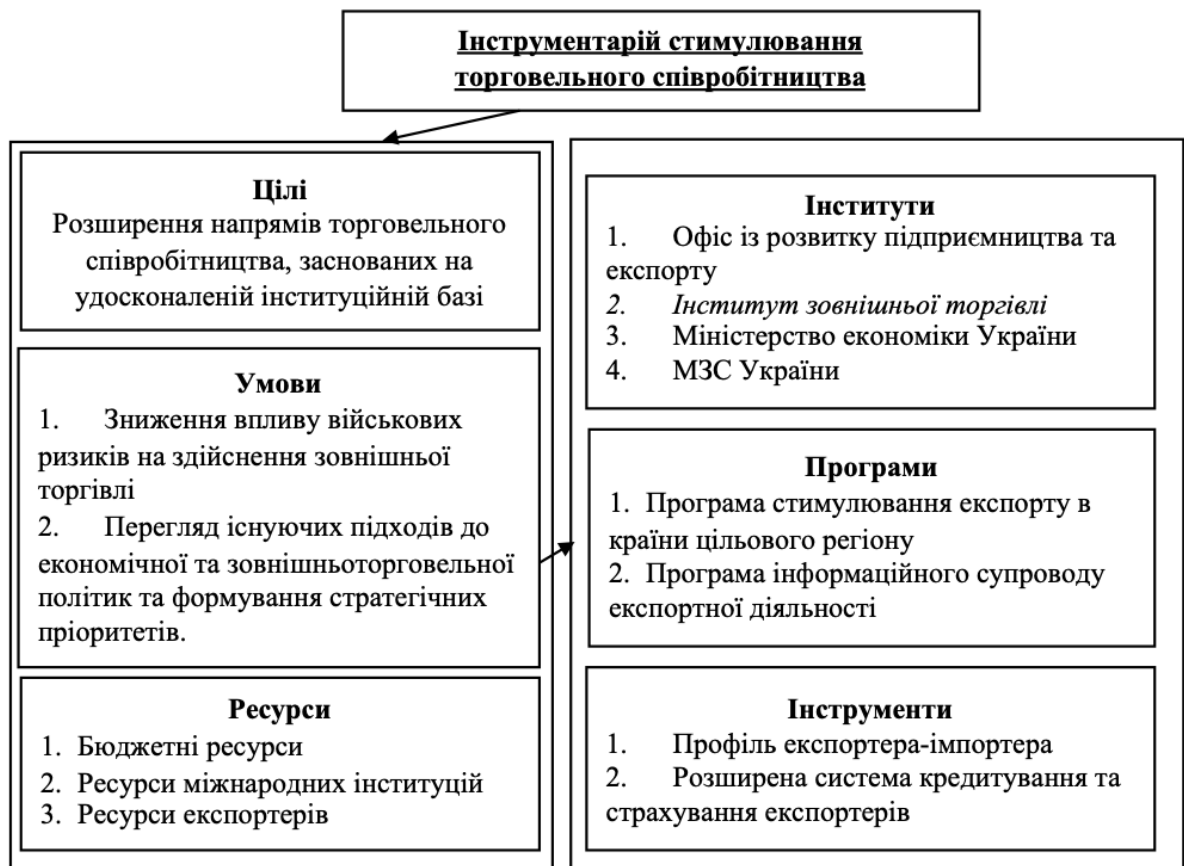 Інструментарій стимулювання
торговельного співробітництва
Цілі
Розширення напрямів торговельного
співробітництва, заснованих на
удосконаленій інституційній базі
Умови
1. Зниження впливу військових
ризиків на здійснення зовнішньої
торгівлі
2. Перегляд існуючих підходів до
економічної та зовнішньоторговельної
політик та формування стратегічних
пріоритетів.
Ресурси
1. Бюджетні ресурси
2. Ресурси міжнародних інституцій
3. Ресурси експортерів
Інститути
1. Офіс із розвитку підприємництва та
експорту
2. Інститут зовнішньої торгівлі
3. Міністерство економіки України
4. МЗС України
Програми
1. Програма стимулювання експорту в
країни цільового регіону
2. Програма інформаційного супроводу
експортної діяльності
Інструменти
1. Профіль експортера-імпортера
2. Розширена система кредитування та
страхування експортерів